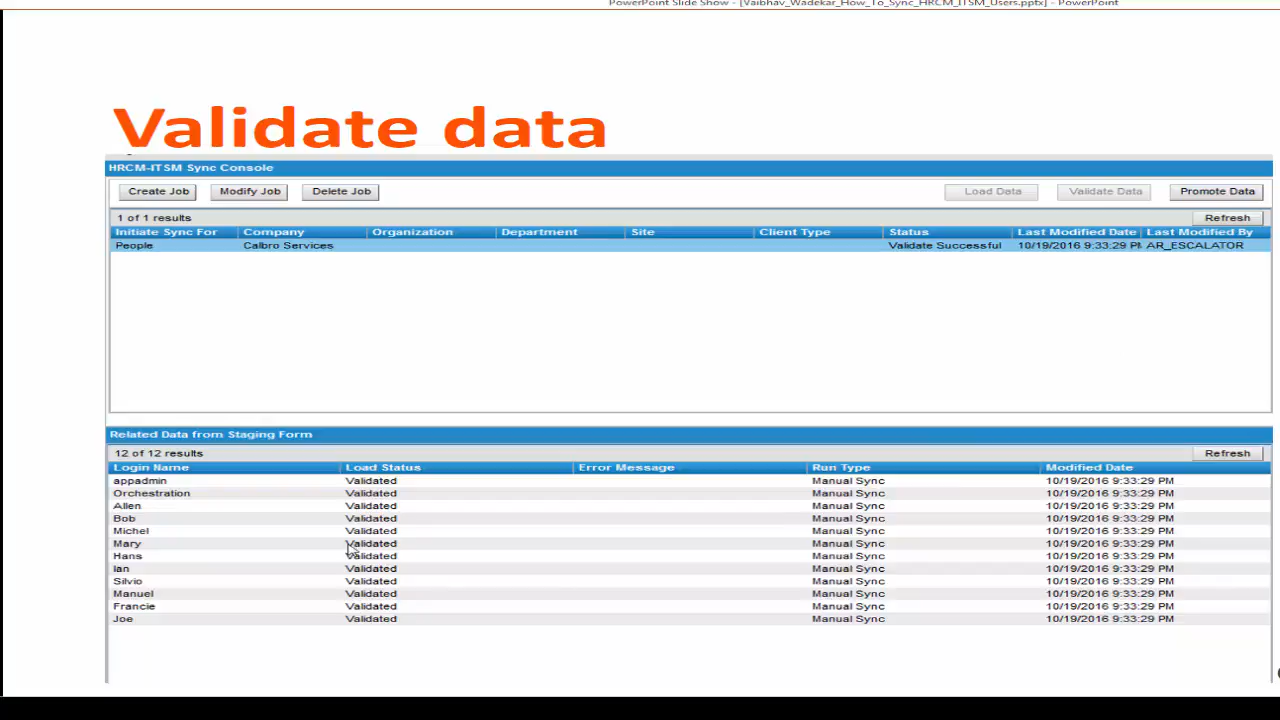 PowerPoint Slide Show - [Vaibhav_Wadekar_How_To_Sync_HRCM_ITSM_Users.pptx] - PowerPoint
Validate data
HRCM-ITSM Sync Console
Create Job Modify Job Delete Job Load Data Validate Data Promote Data
1 of 1 results Refresh
Initiate Sync For Company Organization Department Site Client Type Status Last Modified Date Last Modified By
People Calbro Services Validate Successful 10/19/2016 9:33:29 PM AR_ESCALATOR
Related Data from Staging Form
12 of 12 results Refresh
Login Name Load Status Error Message Run Type Modified Date
appadmin Validated Manual Sync 10/19/2016 9:33:29 PM
Orchestration Validated Manual Sync 10/19/2016 9:33:29 PM
Allen Validated Manual Sync 10/19/2016 9:33:29 PM
Bob Validated Manual Sync 10/19/2016 9:33:29 PM
Michel Validated Manual Sync 10/19/2016 9:33:29 PM
Mary Validated Manual Sync 10/19/2016 9:33:29 PM
Hans Validated Manual Sync 10/19/2016 9:33:29 PM
Ian Validated Manual Sync 10/19/2016 9:33:29 PM
Silvio Validated Manual Sync 10/19/2016 9:33:29 PM
Manuel Validated Manual Sync 10/19/2016 9:33:29 PM
Francie Validated Manual Sync 10/19/2016 9:33:29 PM
Joe Validated Manual Sync 10/19/2016 9:33:29 PM